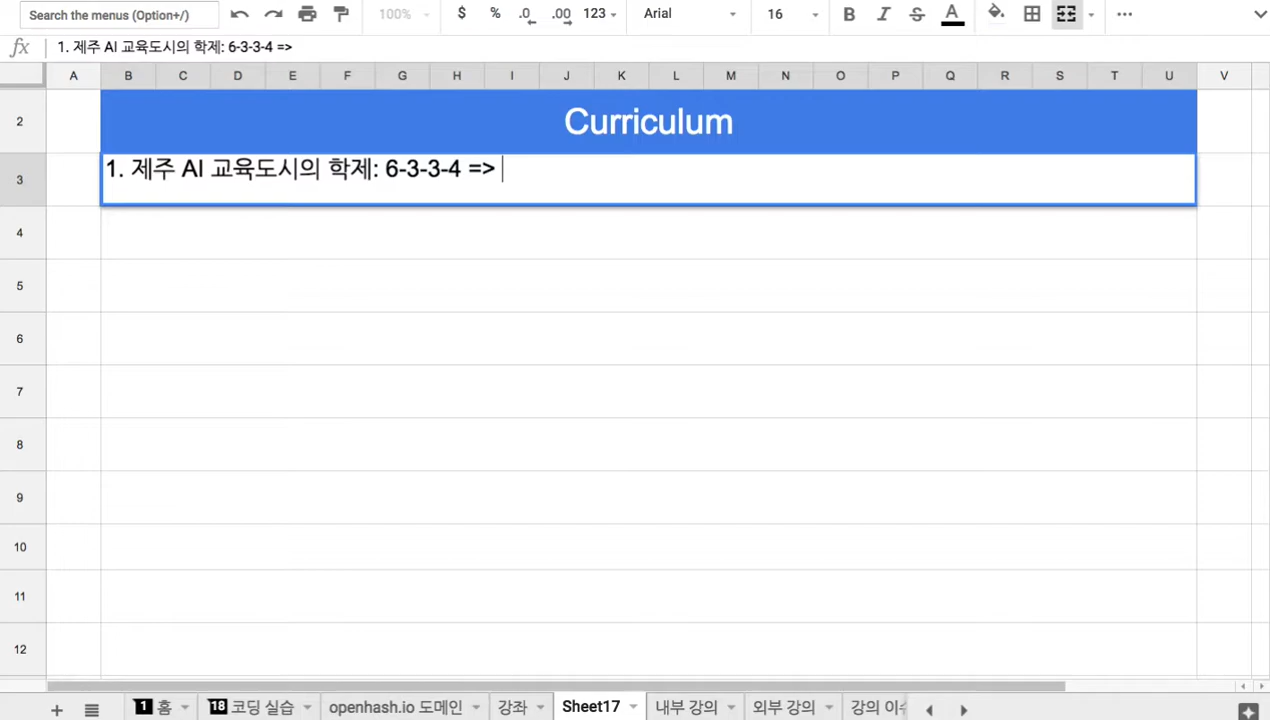 Search the menus (Option+/) 100% $ % .0 .00 123 Arial 16 B I S A
fx 1. 제주 AI 교육도시의 학제: 6-3-3-4 =>
A B C D E F G H I J K L M N O P Q R S T U V
2 Curriculum
3 1. 제주 AI 교육도시의 학제: 6-3-3-4 =>
4
5
6
7
8
9
10
11
12
1 홈 18 코딩 실습 openhash.io 도메인 강좌 Sheet17 내부 강의 외부 강의 강의 이수